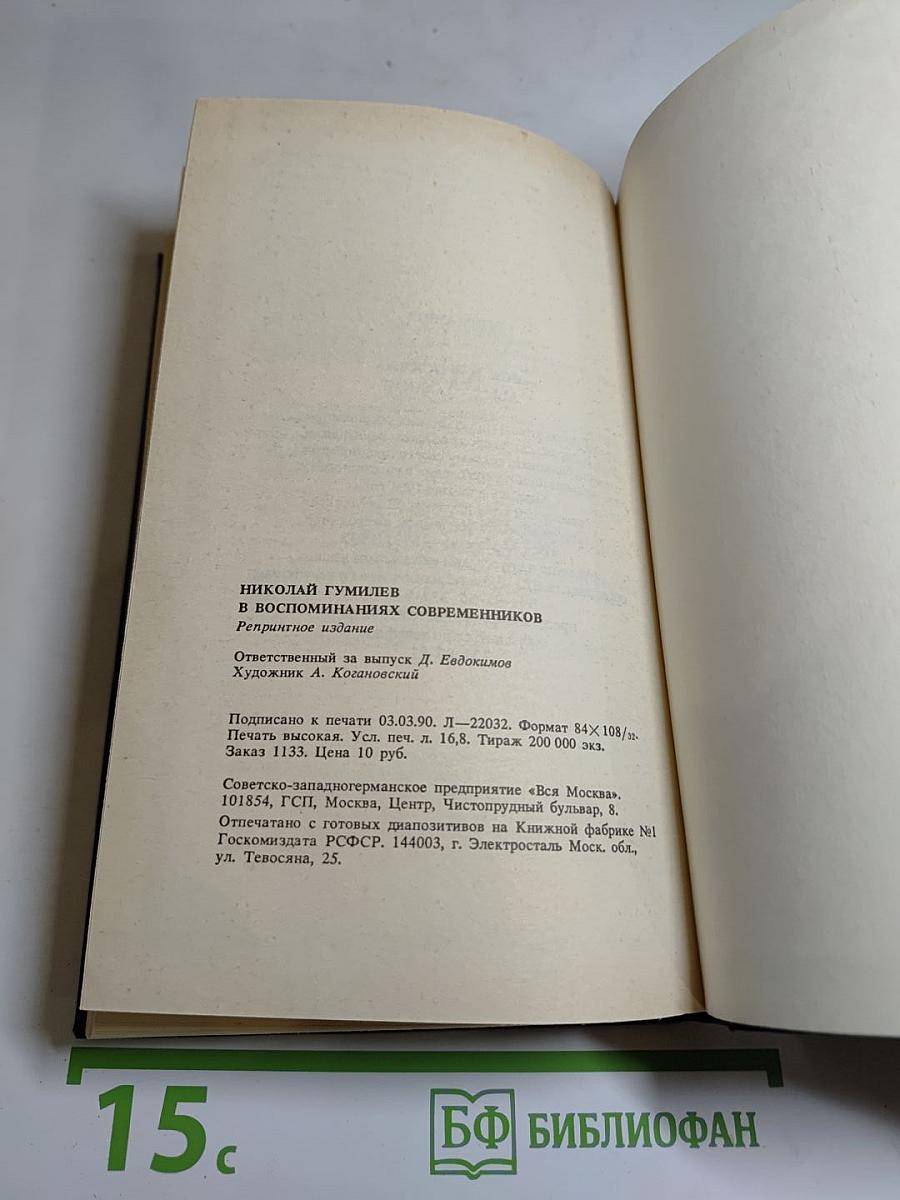 НИКОЛАЙ ГУМИЛЕВ
В ВОСПОМИНАНИЯХ СОВРЕМЕННИКОВ
Репринтное издание
Ответственный за выпуск Д. Евдокимов
Художник А. Когановский
Подписано к печати 03.03.90. Л—22032. Формат 84×108/32.
Печать высокая. Усл. печ. л. 16,8. Тираж 200 000 экз.
Заказ 1133. Цена 10 руб.
Советско-западногерманское предприятие «Вся Москва».
101854, ГСП, Москва, Центр, Чистопрудный бульвар, 8.
Отпечатано с готовых диапозитивов на Книжной фабрике №1
Госкомиздата РСФСР. 144003, г. Электросталь Моск. обл.,
ул. Тевосяна, 25.
15 с
БФ БИБЛИОФАН